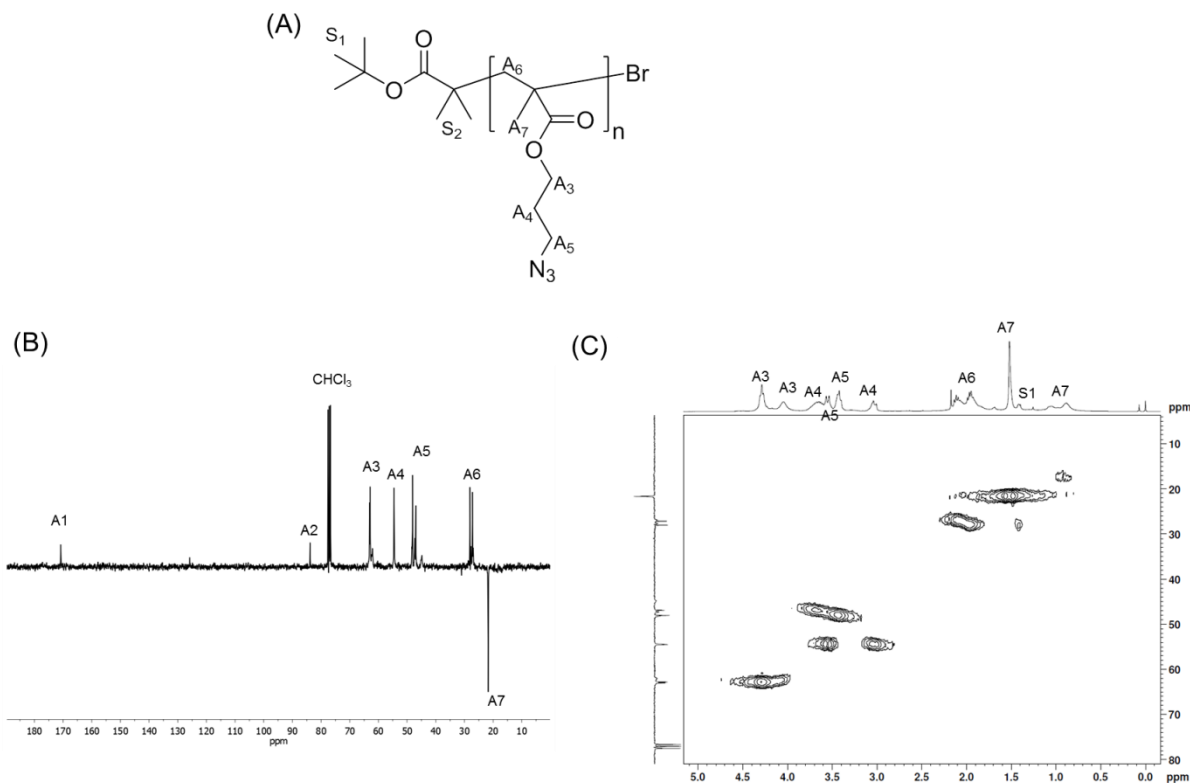 (A)
S1
O
O
S2
A6
Br
A7
O
n
O
A3
A4
A5
N3
(B)
CHCl3
A1
A2
A3
A4
A5
A6
A7
180 170 160 150 140 130 120 110 100 90 80 70 60 50 40 30 20 10
ppm
(C)
A7
A3
A3
A4
A5
A5
A4
A6
S1
A7
ppm
10
20
30
40
50
60
70
80
5.0 4.5 4.0 3.5 3.0 2.5 2.0 1.5 1.0 0.5 0.0 ppm